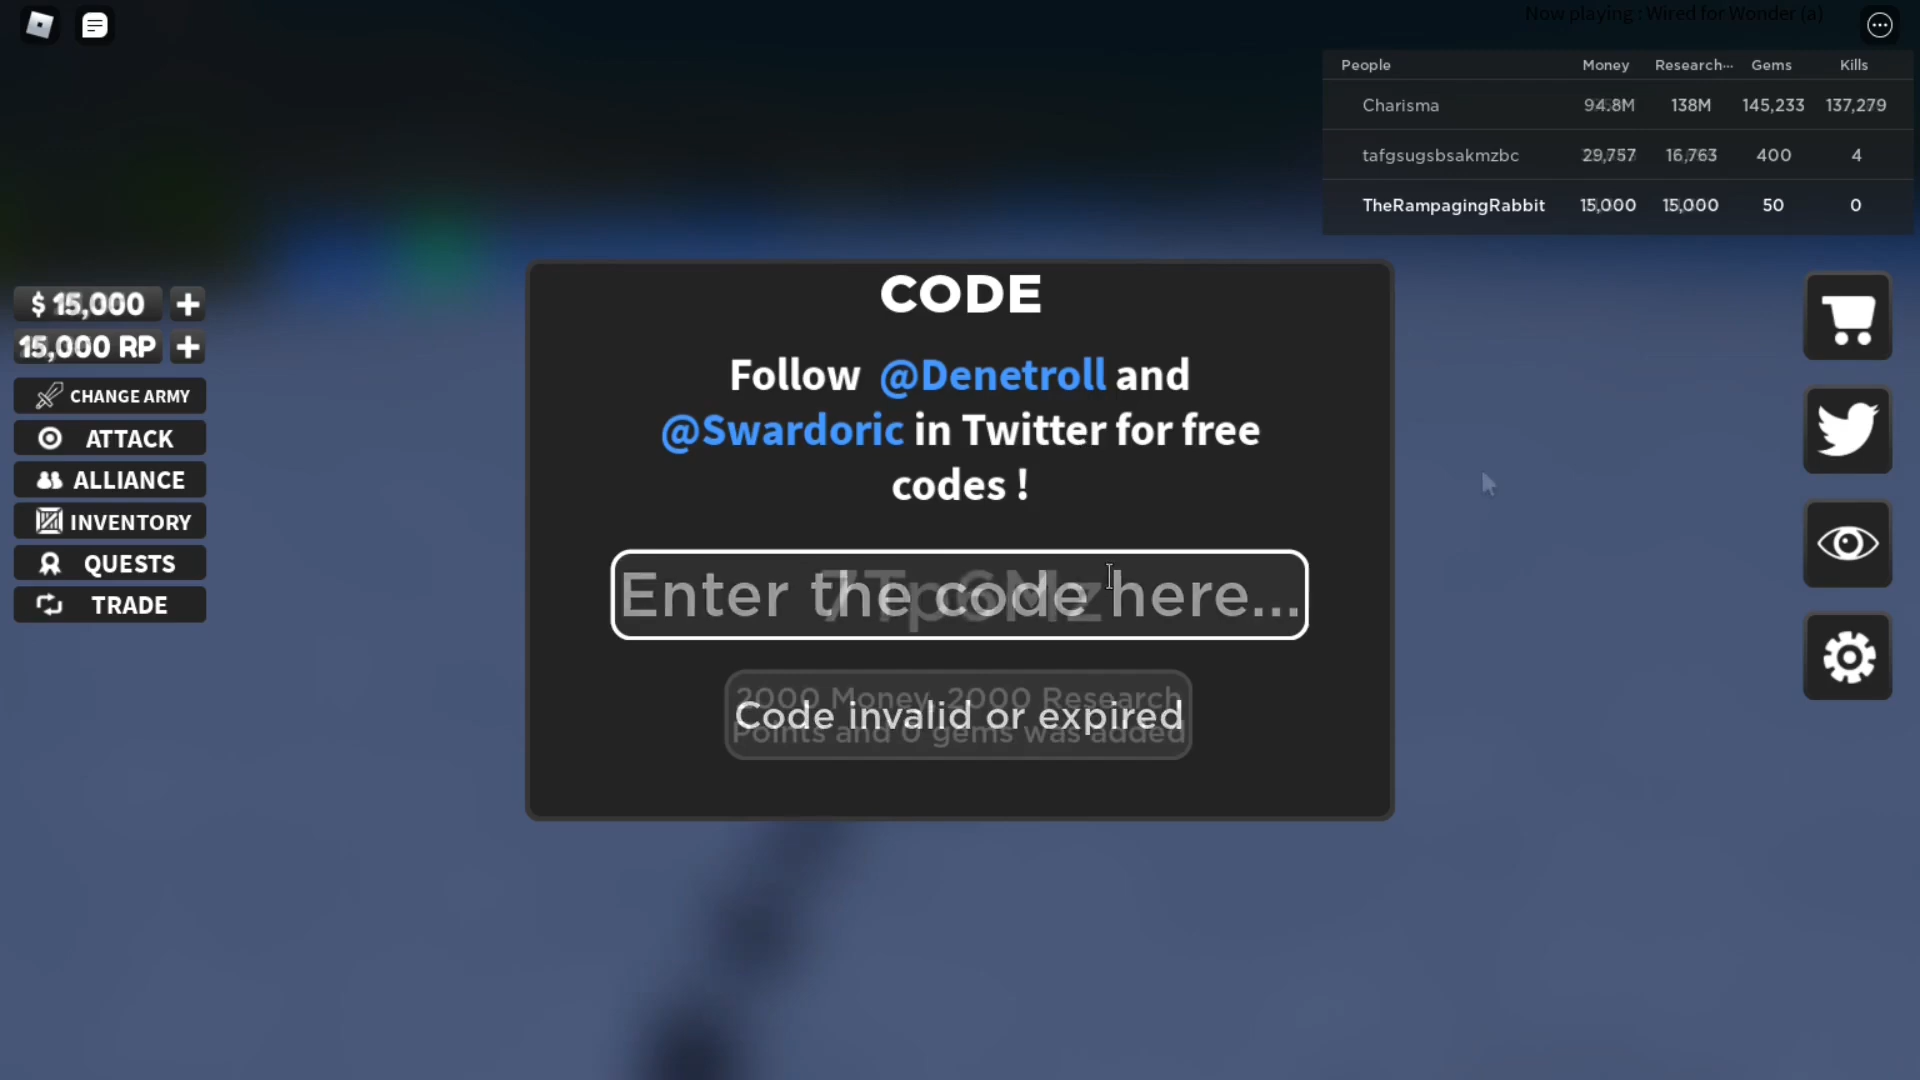 Now playing : Wired for Wonder (a)
People Money Research... Gems Kills
Charisma 94.8M 138M 145,233 137,279
tafgsugsbsakmzbc 29,757 16,763 400 4
TheRampagingRabbit 15,000 15,000 50 0
$ 15,000 +
15,000 RP +
CHANGE ARMY
ATTACK
ALLIANCE
INVENTORY
QUESTS
TRADE
CODE
Follow @Denetroll and
@Swardoric in Twitter for free
codes !
Enter the code here...
2000 Money, 2000 Research
Code invalid or expired
Points and 0 gems was added